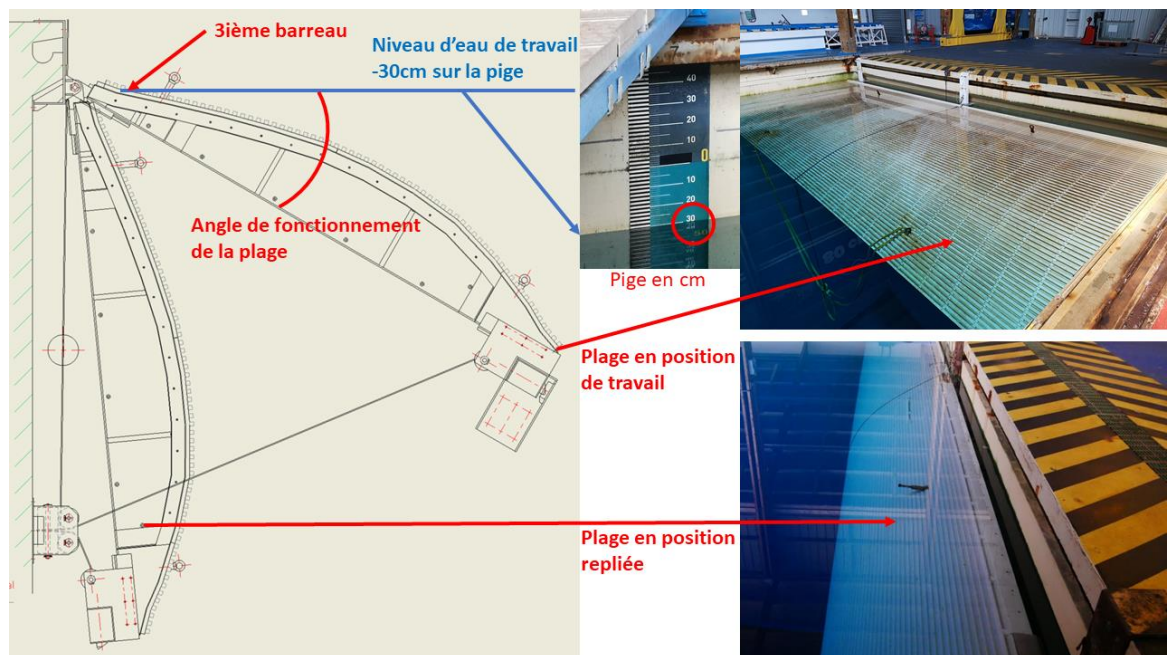 3ième barreau
Niveau d'eau de travail
-30cm sur la pige
Angle de fonctionnement
de la plage
40
30
20
10
0
10
20
30
Pige en cm
Plage en position
de travail
Plage en position
repliée